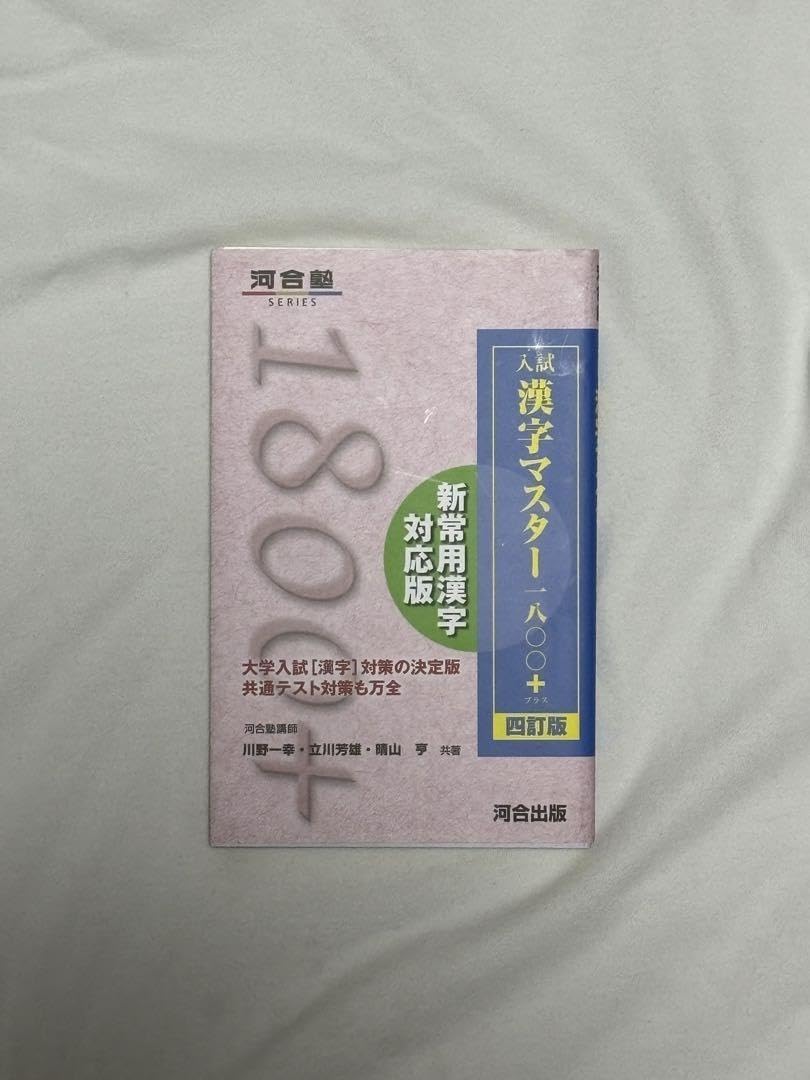 河合塾
SERIES
1800+
入試
漢字マスター一八〇〇+
プラス
四訂版
新常用漢字
対応版
大学入試[漢字]対策の決定版
共通テスト対策も万全
河合塾講師
川野一幸・立川芳雄・晴山 亨 共著
河合出版